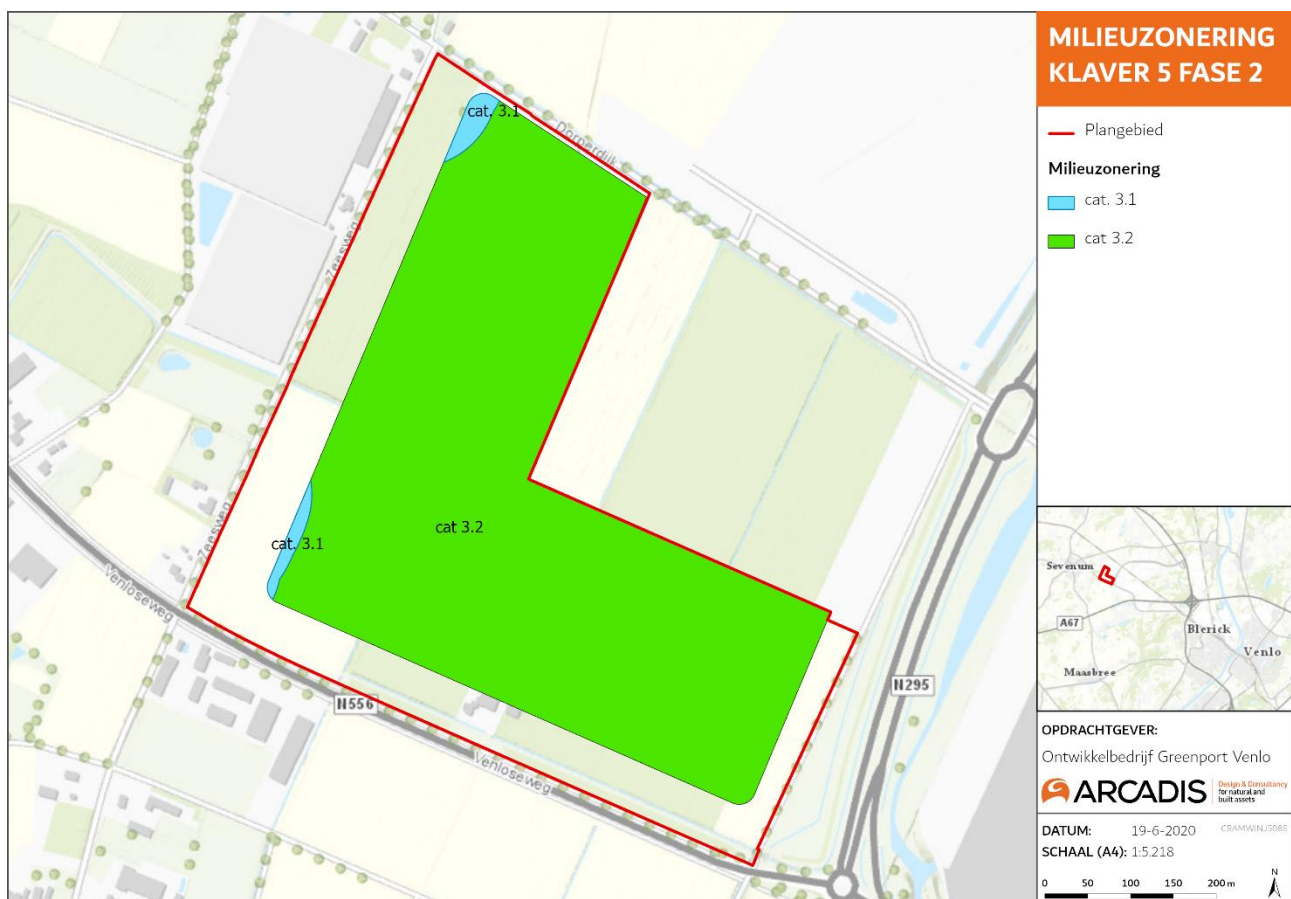 MILIEUZONERING
KLAVER 5 FASE 2
Plangebied
Milieuzonering
cat. 3.1
cat 3.2
cat. 3.1
Dorperdijk
Zeesweg
cat 3.2
cat. 3.1
Zeesweg
Venloseweg
N556
Venloseweg
N295
Sevenum
A67
Blerick
Venlo
Maasbree
OPDRACHTGEVER:
Ontwikkelbedrijf Greenport Venlo
ARCADIS
Design & Consultancy
for natural and
built assets
DATUM: 19-6-2020
CRAMWINJ5086
SCHAAL (A4): 1:5.218
0 50 100 150 200 m
N